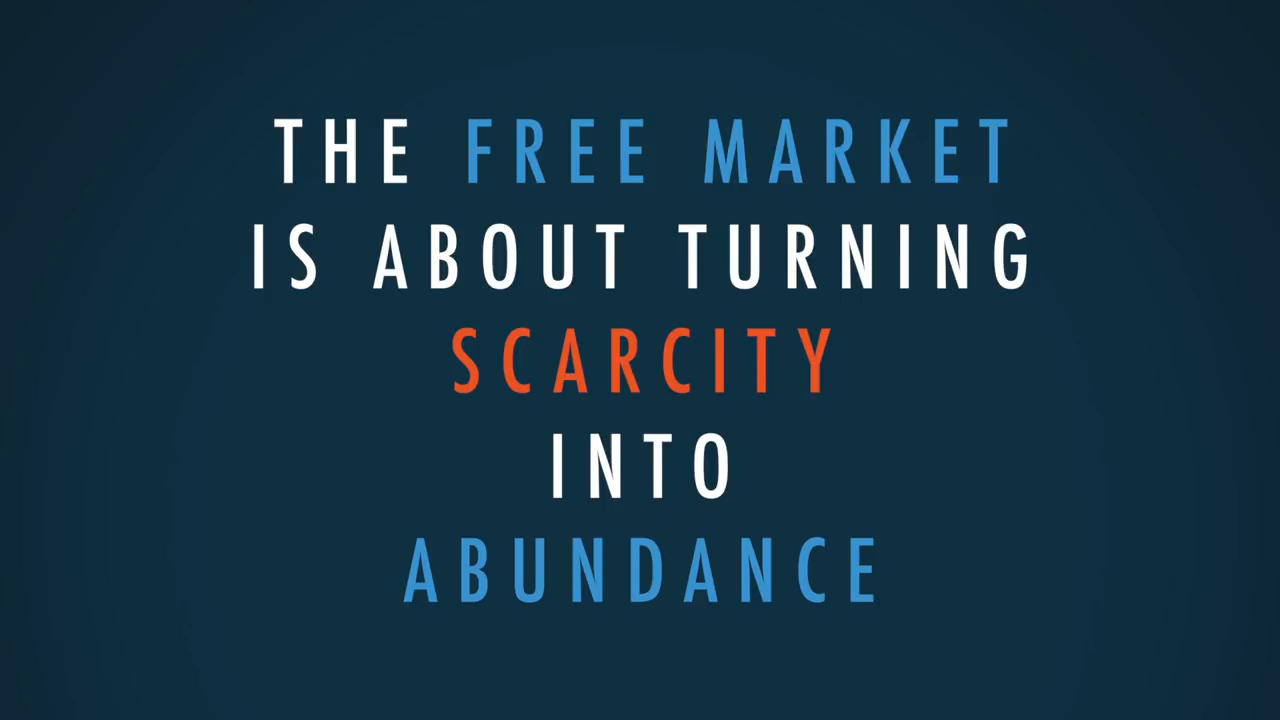 THE FREE MARKET
IS ABOUT TURNING
SCARCITY
INTO
ABUNDANCE